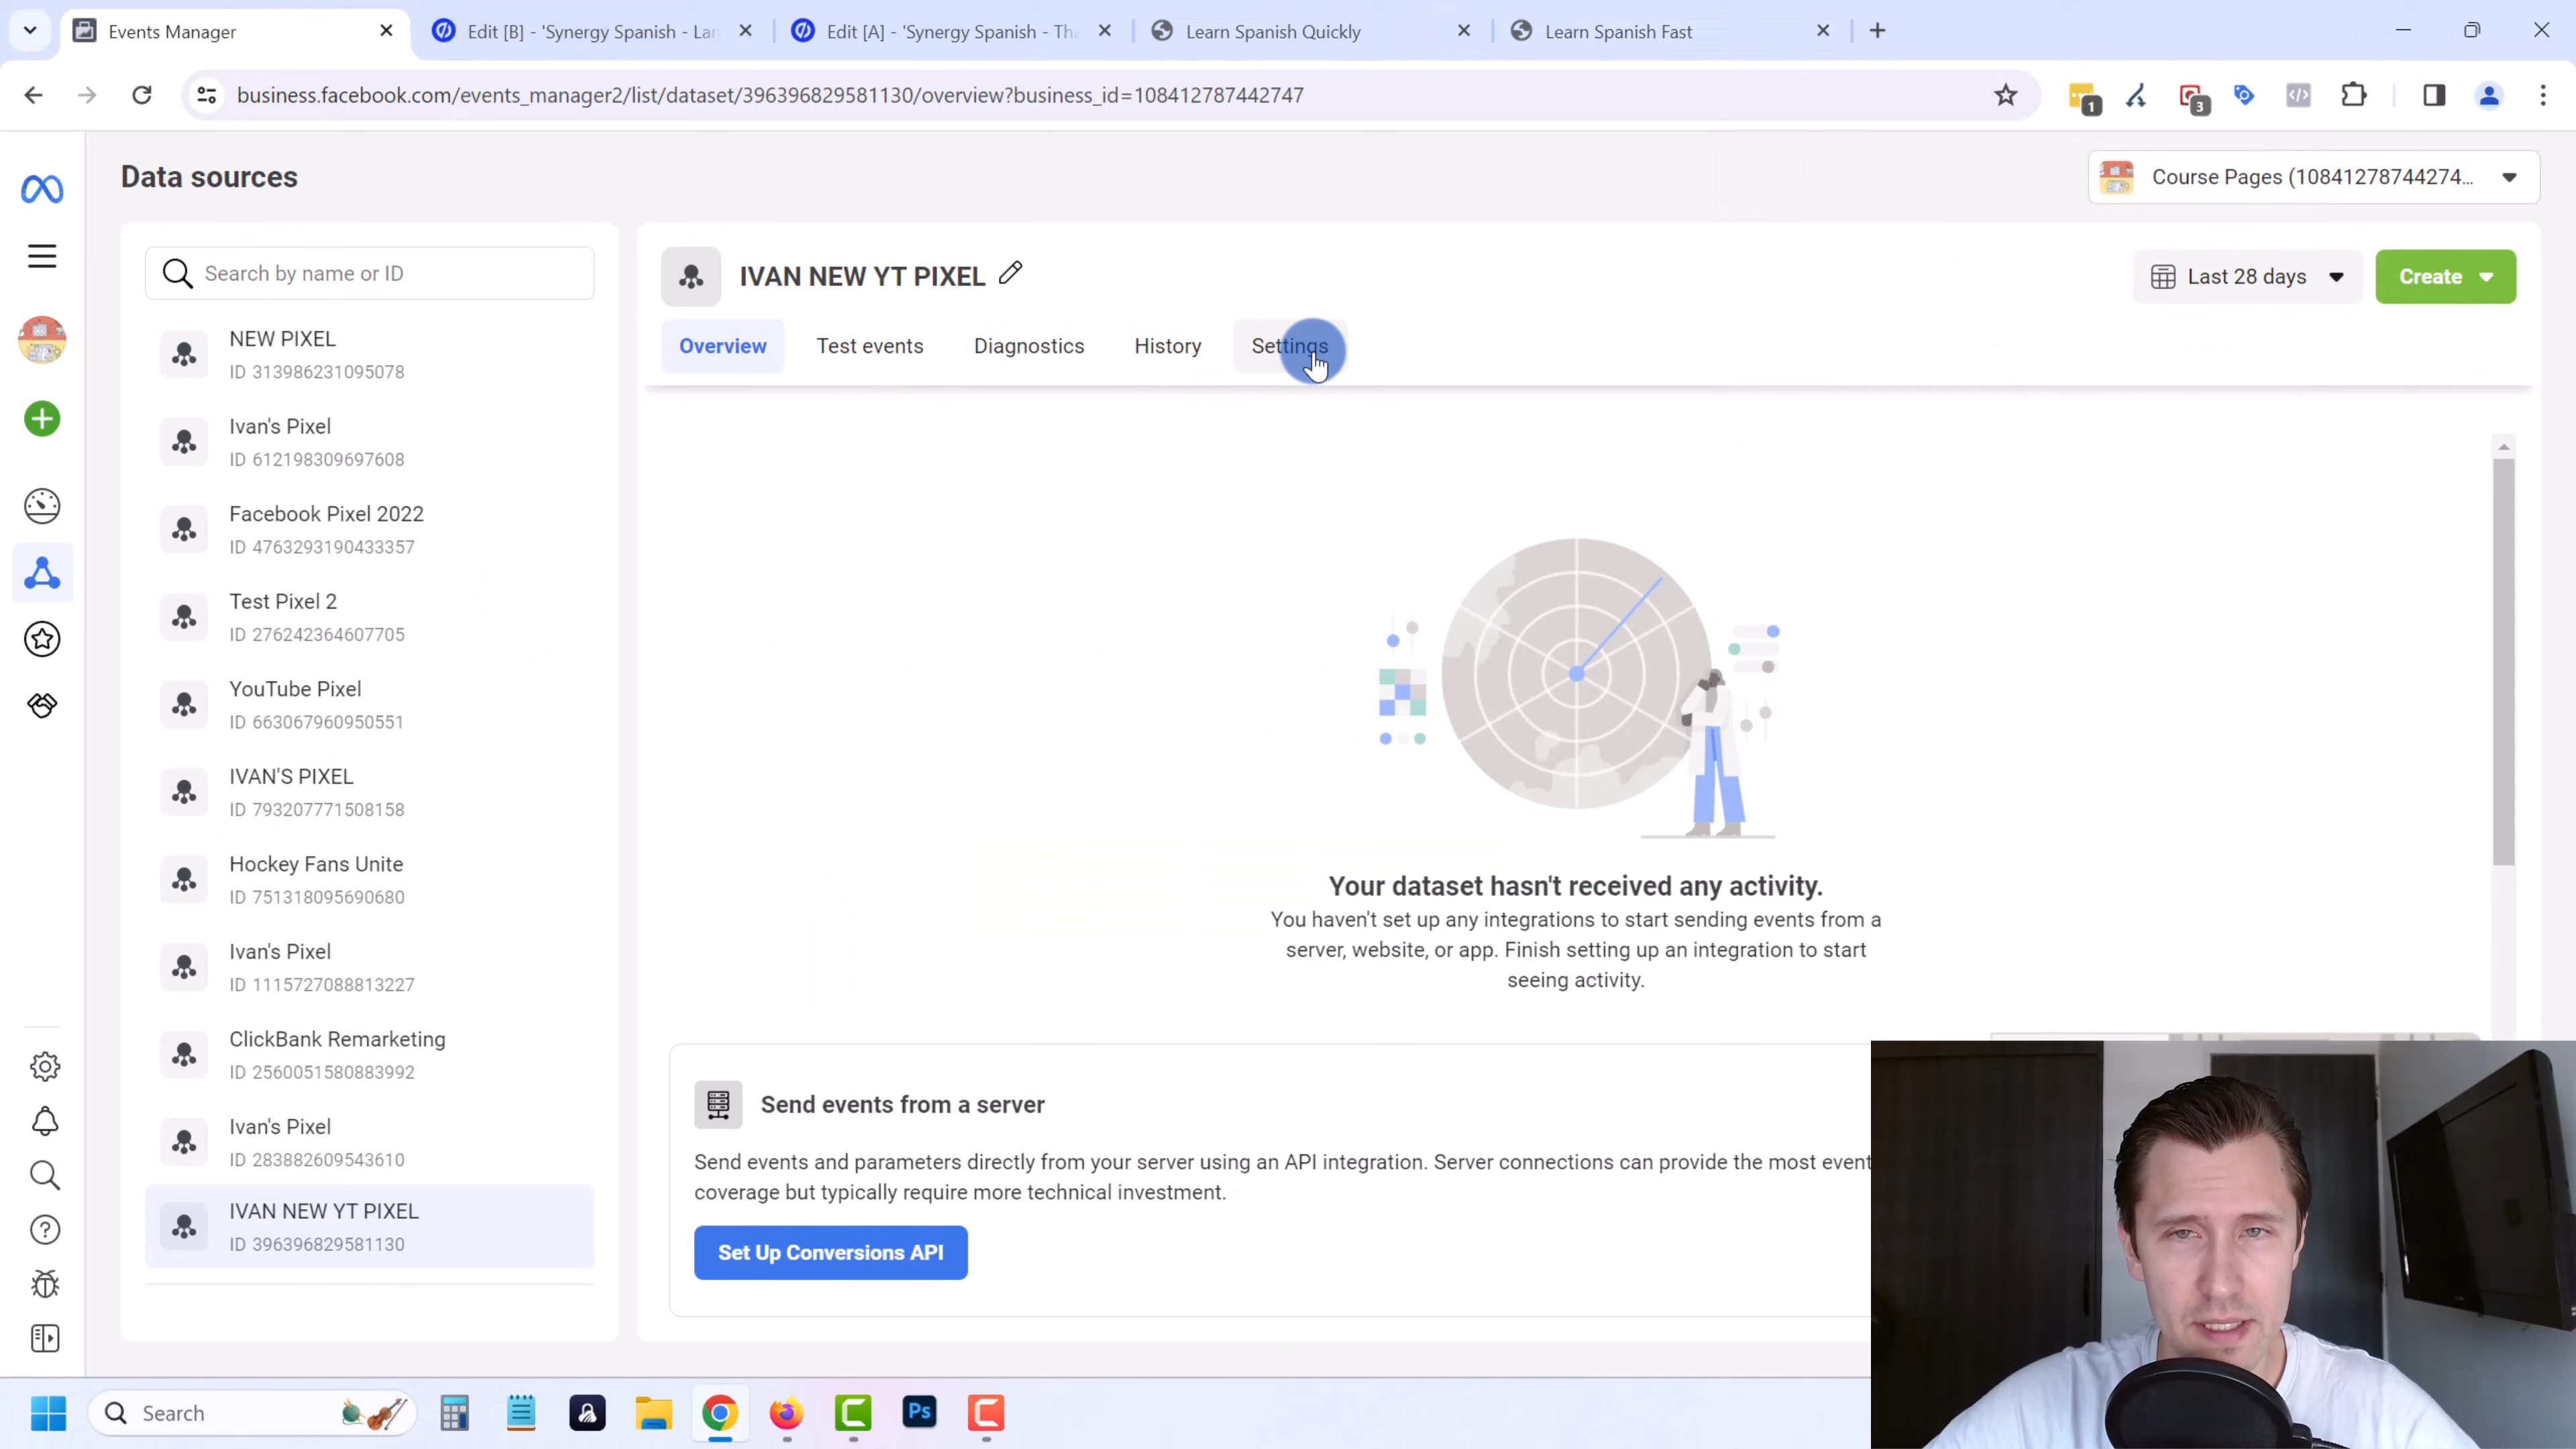 Events Manager
Edit [B] - 'Synergy Spanish - Lan
Edit [A] - 'Synergy Spanish - Tha
Learn Spanish Quickly
Learn Spanish Fast
business.facebook.com/events_manager2/list/dataset/396396829581130/overview?business_id=108412787442747
1
3
Data sources
Course Pages (10841278744274...
Search by name or ID
IVAN NEW YT PIXEL
Last 28 days
Create
Overview
Test events
Diagnostics
History
Settings
NEW PIXEL
ID 313986231095078
Ivan's Pixel
ID 612198309697608
Facebook Pixel 2022
ID 4763293190433357
Test Pixel 2
ID 276242364607705
YouTube Pixel
ID 663067960950551
IVAN'S PIXEL
ID 793207771508158
Hockey Fans Unite
ID 751318095690680
Ivan's Pixel
ID 1115727088813227
ClickBank Remarketing
ID 2560051580883992
Ivan's Pixel
ID 283882609543610
IVAN NEW YT PIXEL
ID 396396829581130
Your dataset hasn't received any activity.
You haven't set up any integrations to start sending events from a
server, website, or app. Finish setting up an integration to start
seeing activity.
Send events from a server
Send events and parameters directly from your server using an API integration. Server connections can provide the most event
coverage but typically require more technical investment.
Set Up Conversions API
Search
Ps